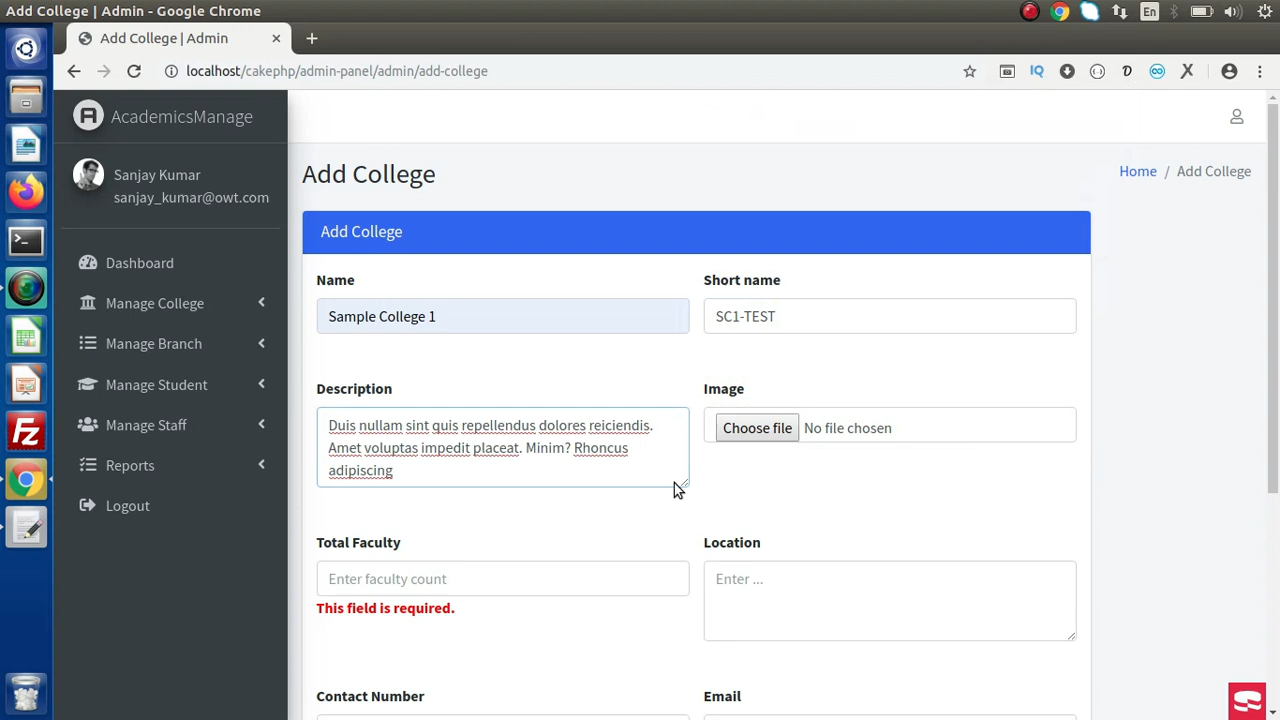 Add College | Admin - Google Chrome
En
Add College | Admin
localhost/cakephp/admin-panel/admin/add-college
IQ
AcademicsManage
Sanjay Kumar
sanjay_kumar@owt.com
Dashboard
Manage College
Manage Branch
Manage Student
Manage Staff
Reports
Logout
Add College
Home / Add College
Add College
Name
Short name
Sample College 1
SC1-TEST
Description
Image
Duis nullam sint quis repellendus dolores reiciendis.
Amet voluptas impedit placeat. Minim? Rhoncus
adipiscing
Choose file No file chosen
Total Faculty
Location
Enter faculty count
Enter ...
This field is required.
Contact Number
Email